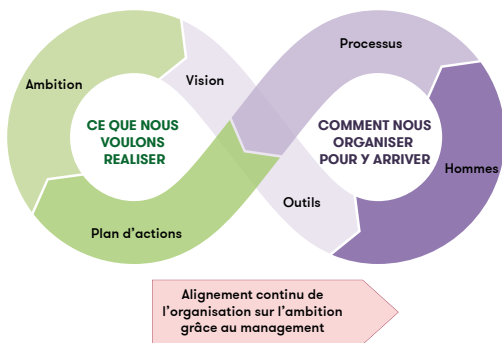 Ambition
Vision
CE QUE NOUS
VOULONS
REALISER
Plan d’actions
Processus
COMMENT NOUS
ORGANISER
POUR Y ARRIVER
Hommes
Outils
Alignement continu de
l’organisation sur l’ambition
grâce au management